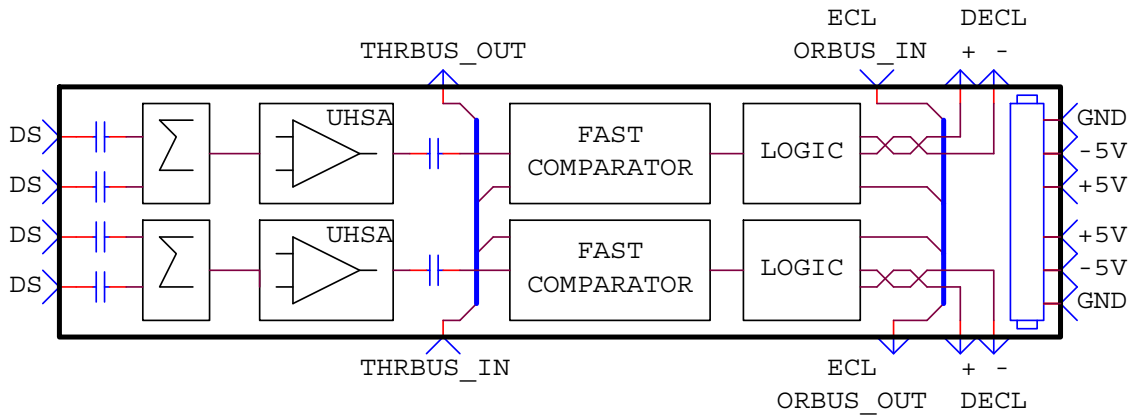 ECL DECL
THRBUS_OUT ORBUS_IN + -
UHSA
DS FAST GND
Σ COMPARATOR LOGIC -5V
DS +5V
UHSA
DS FAST +5V
Σ COMPARATOR LOGIC -5V
DS GND
THRBUS_IN ECL + -
ORBUS_OUT DECL